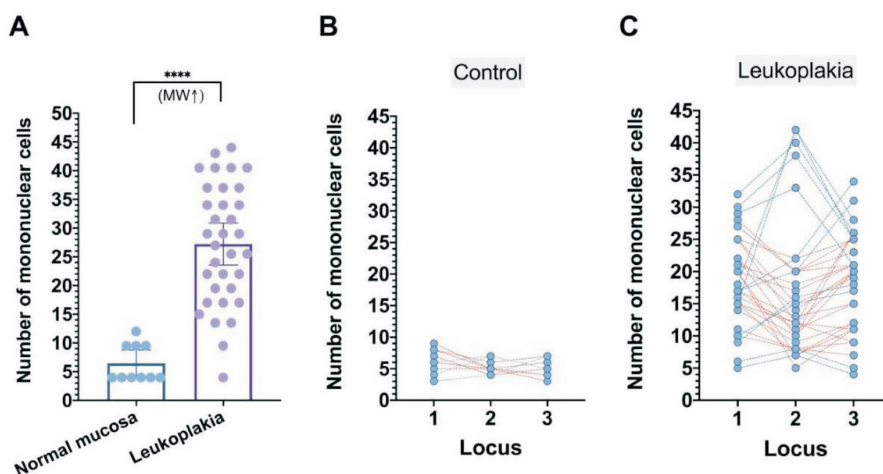 A
****
(MW↑)
Number of mononuclear cells
50
45
40
35
30
25
20
15
10
5
0
Normal mucosa
Leukoplakia
B
Control
Number of mononuclear cells
45
40
35
30
25
20
15
10
5
0
1 2 3
Locus
C
Leukoplakia
Number of mononuclear cells
45
40
35
30
25
20
15
10
5
0
1 2 3
Locus